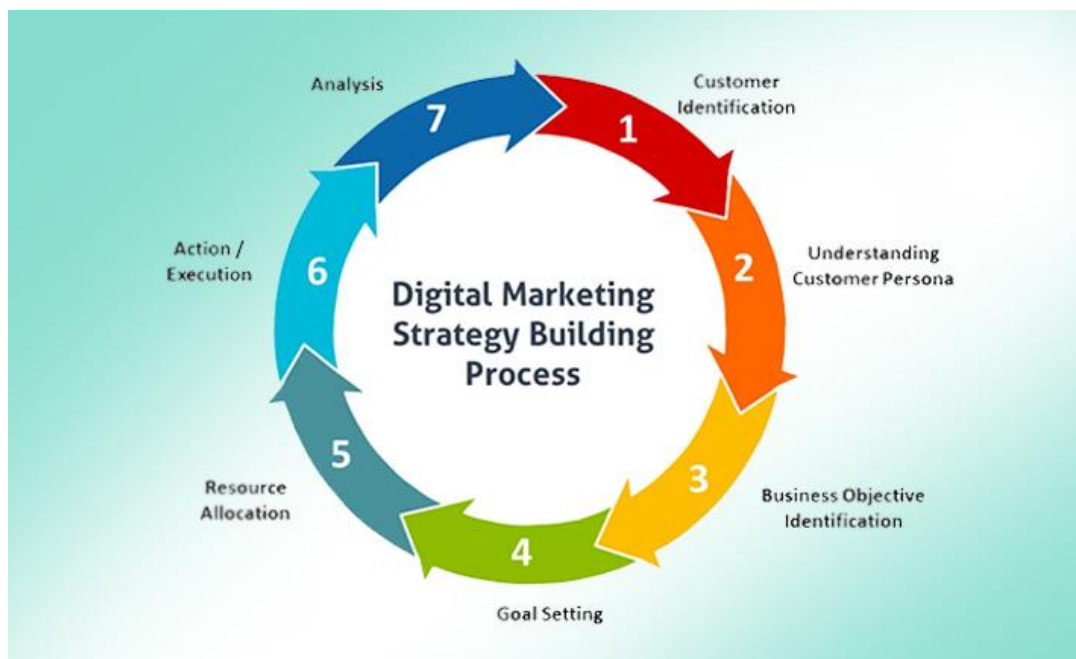 Digital Marketing
Strategy Building
Process
1
Customer
Identification
2
Understanding
Customer Persona
3
Business Objective
Identification
4
Goal Setting
5
Resource
Allocation
6
Action /
Execution
7
Analysis